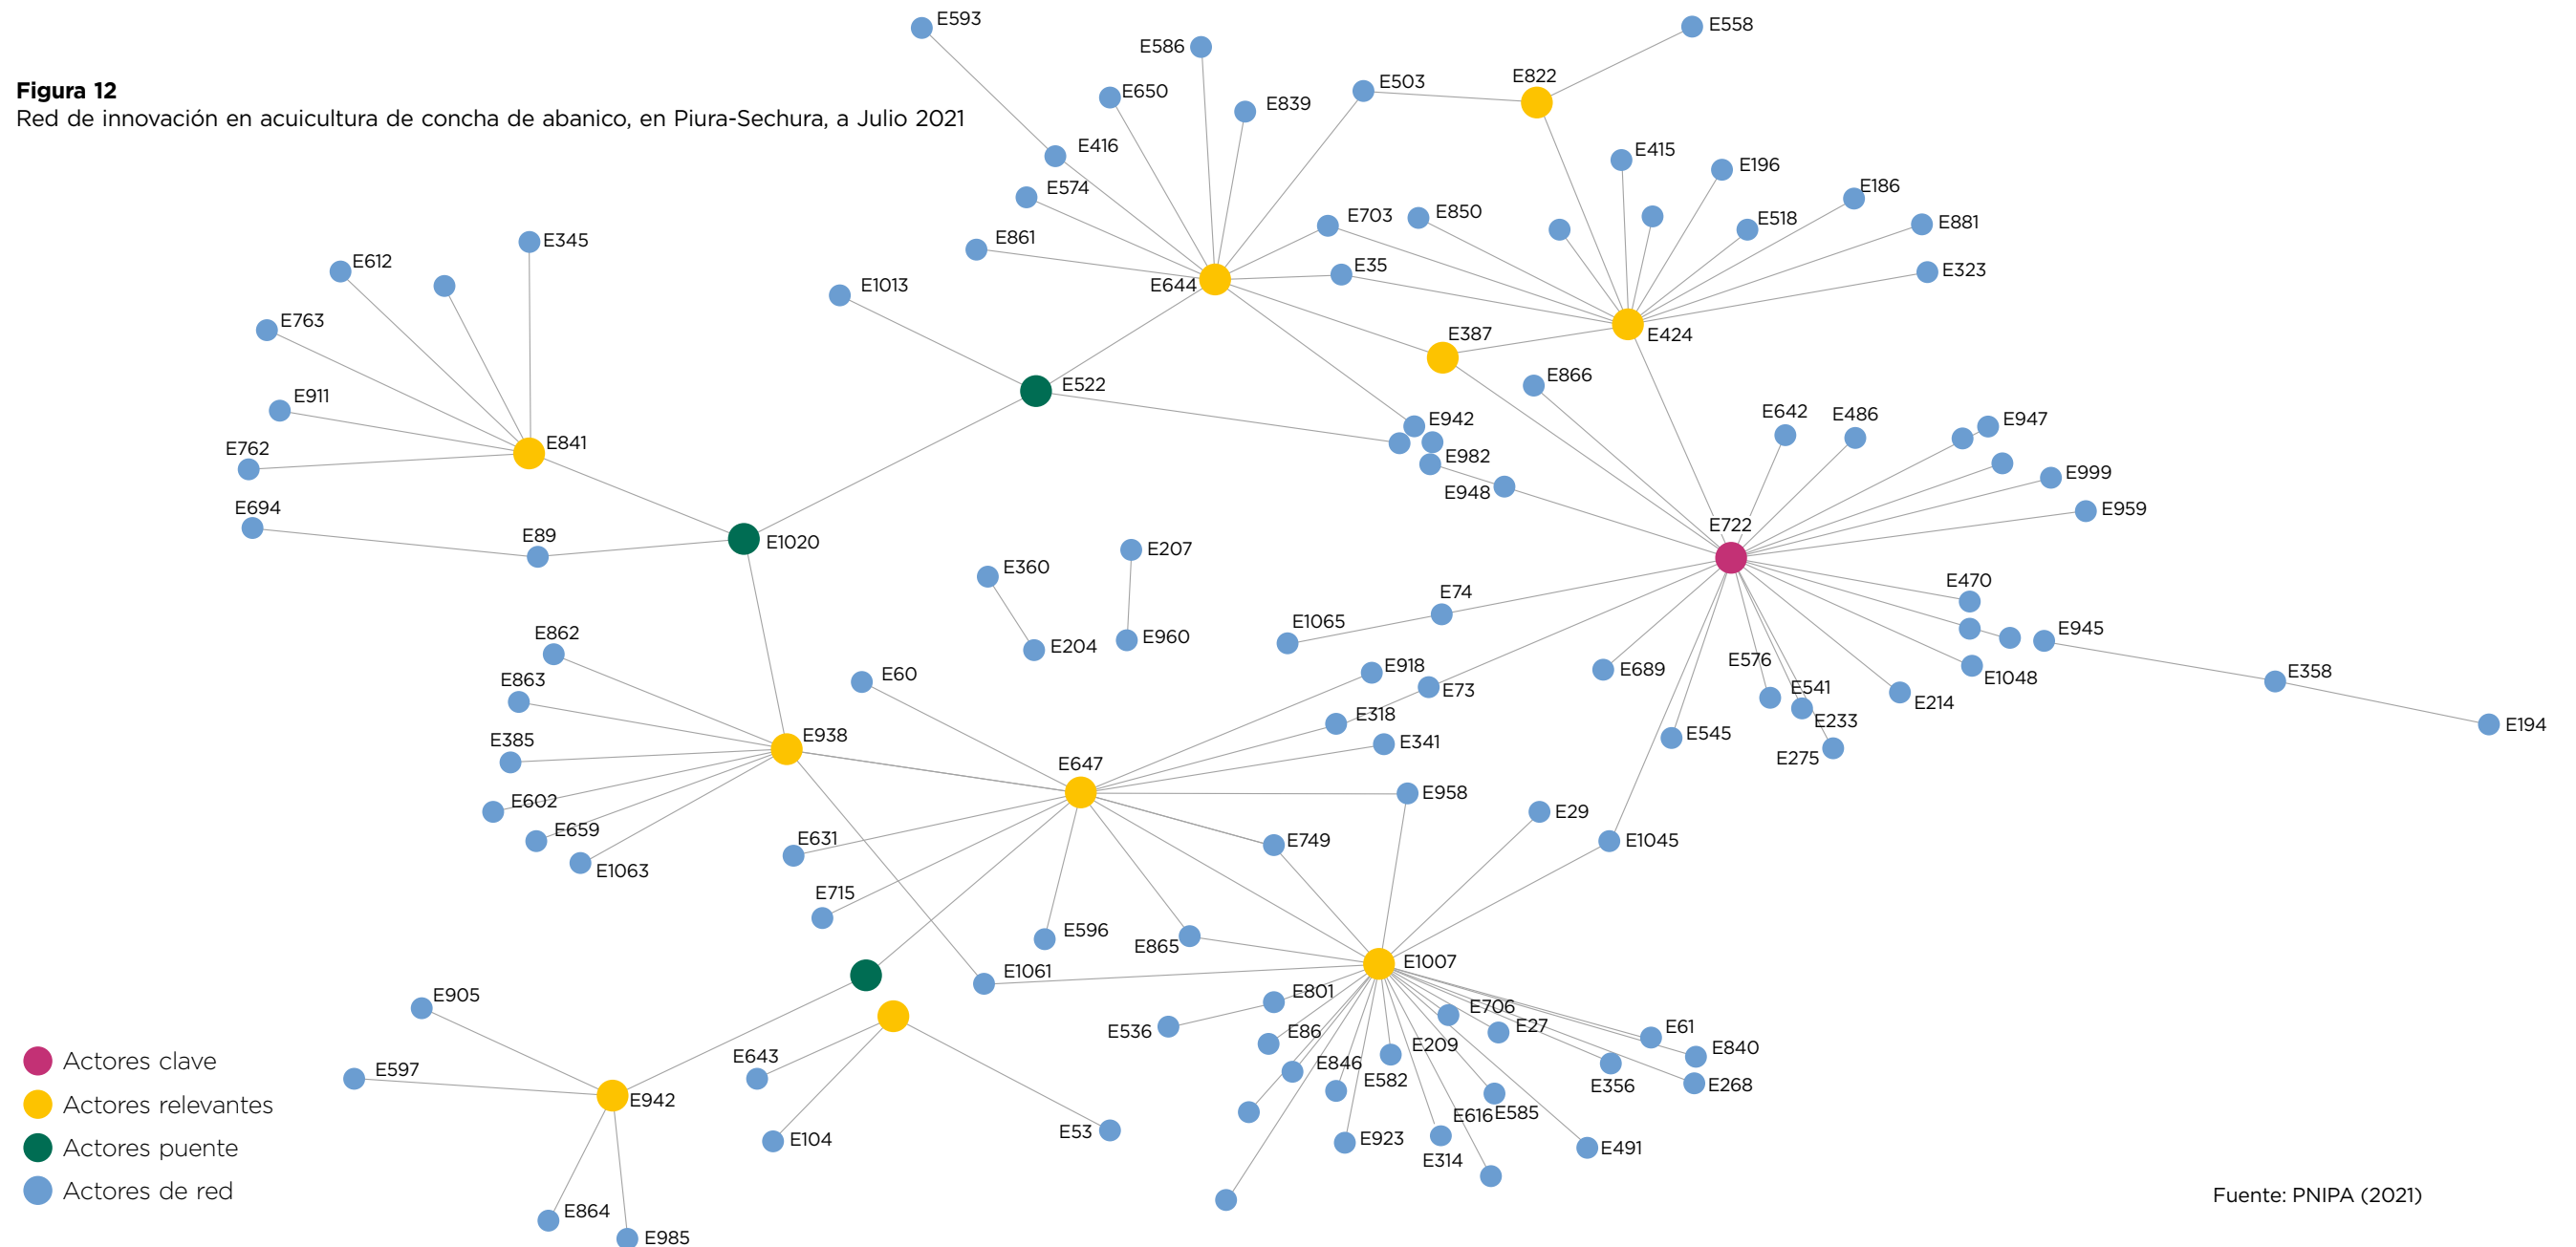 E593
E558
E586
E822
E503
Figura 12
E650
E839
Red de innovación en acuicultura de concha de abanico, en Piura-Sechura, a Julio 2021
E416
E415
E196
E574
E186
E703
E850
E518
E881
E861
E345
E612
E35
E323
E1013
E644
E763
E387
E424
E866
E522
E911
E642
E486
E947
E942
E841
E762
E982
E999
E948
E694
E959
E722
E89
E1020
E207
E360
E470
E74
E1065
E862
E960
E204
E945
E576
E918
E689
E358
E60
E863
E73
E1048
E541
E214
E318
E233
E194
E938
E385
E341
E545
E275
E647
E958
E602
E29
E659
E631
E749
E1045
E1063
E715
E596
E865
E1007
E1061
E905
E801
E706
E27
E61
E536
E86
E209
E840
E643
E846
Actores clave
E597
E582
E356
E268
E942
Actores relevantes
E616
E585
E53
E104
E923
E491
Actores puente
E314
Actores de red
Fuente: PNIPA (2021)
E864
E985